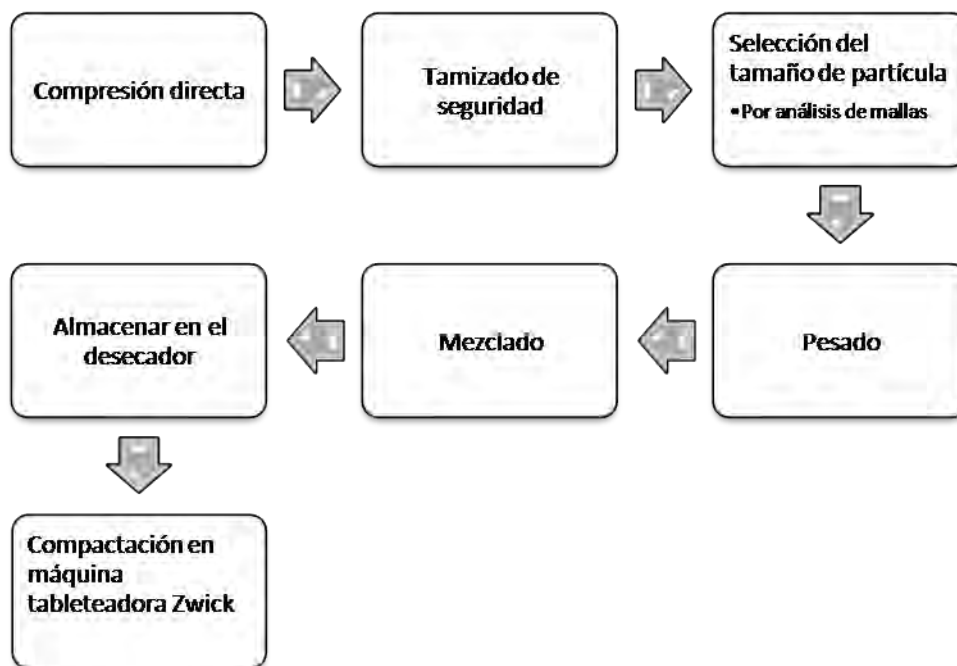 Compresión directa
Tamizado de
seguridad
Selección del
tamaño de partícula
▪Por análisis de mallas
Almacenar en el
desecador
Mezclado
Pesado
Compactación en
máquina
tableteadora Zwick